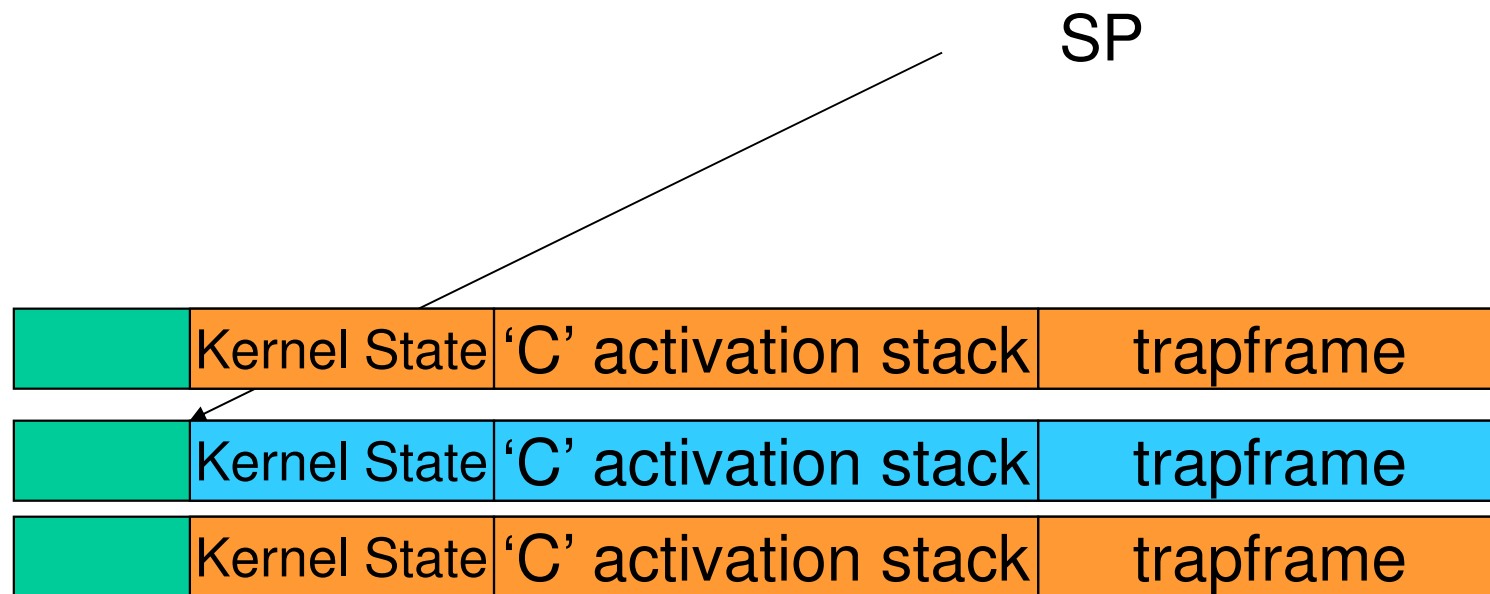 SP
Kernel State ‘C’ activation stack trapframe
Kernel State ‘C’ activation stack trapframe
Kernel State ‘C’ activation stack trapframe